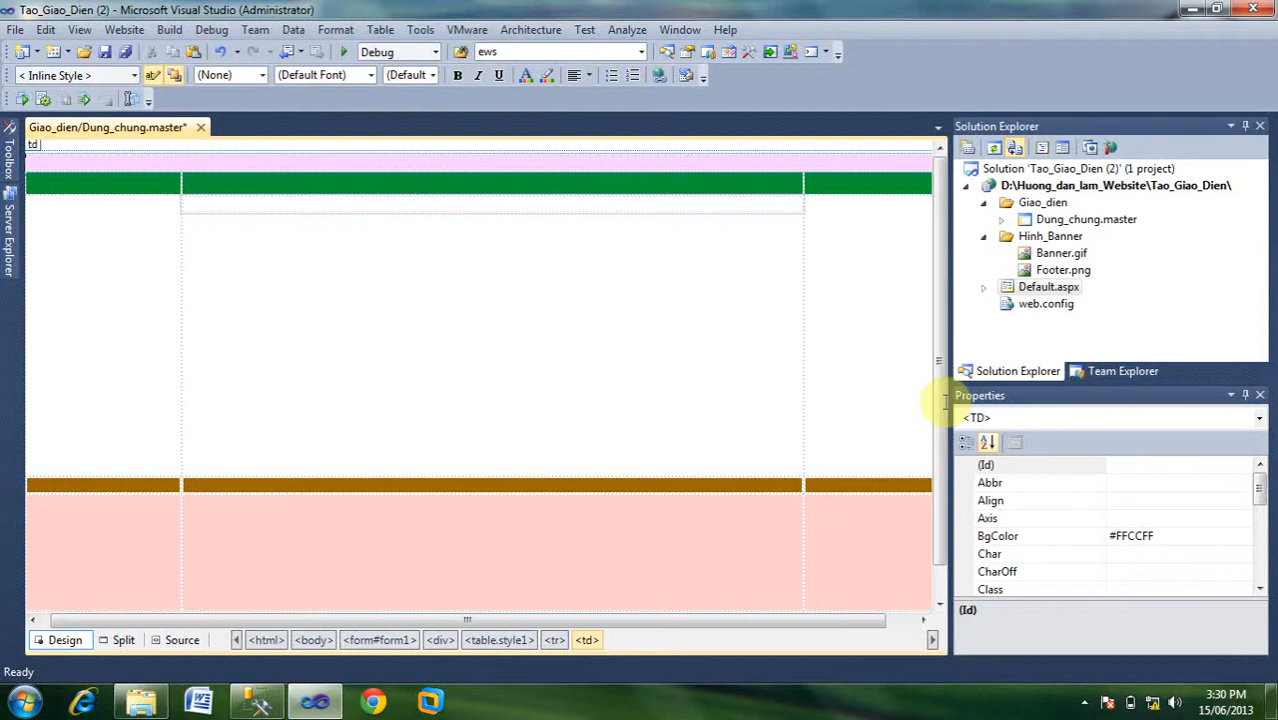 Tao_Giao_Dien (2) - Microsoft Visual Studio (Administrator)
File Edit View Website Build Debug Team Data Format Table Tools VMware Architecture Test Analyze Window Help
Debug ews
< Inline Style > (None) (Default Font) (Default B I U A
Giao_dien/Dung_chung.master*
td
Toolbox
Server Explorer
Solution Explorer
Solution 'Tao_Giao_Dien (2)' (1 project)
D:\Huong_dan_lam_Website\Tao_Giao_Dien\
Giao_dien
Dung_chung.master
Hinh_Banner
Banner.gif
Footer.png
Default.aspx
web.config
Solution Explorer Team Explorer
Properties
<TD>
(Id)
Abbr
Align
Axis
BgColor #FFCCFF
Char
CharOff
Class
(Id)
Design Split Source <html> <body> <form#form1> <div> <table.style1> <tr> <td>
Ready
3:30 PM
15/06/2013